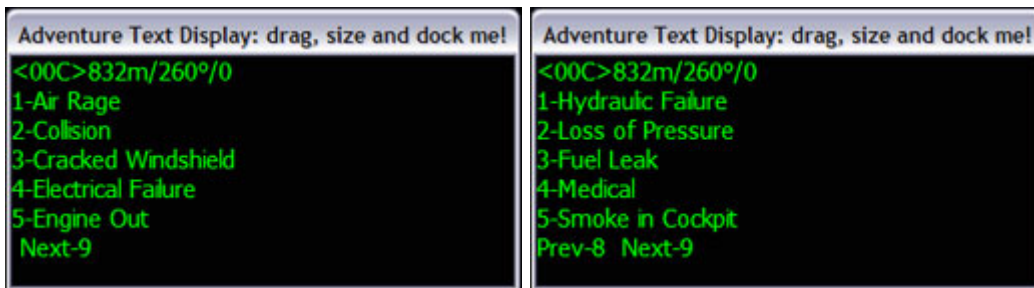 Adventure Text Display: drag, size and dock me!
<00C>832m/260º/0
1-Air Rage
2-Collision
3-Cracked Windshield
4-Electrical Failure
5-Engine Out
Next-9
Adventure Text Display: drag, size and dock me!
<00C>832m/260º/0
1-Hydraulic Failure
2-Loss of Pressure
3-Fuel Leak
4-Medical
5-Smoke in Cockpit
Prev-8 Next-9